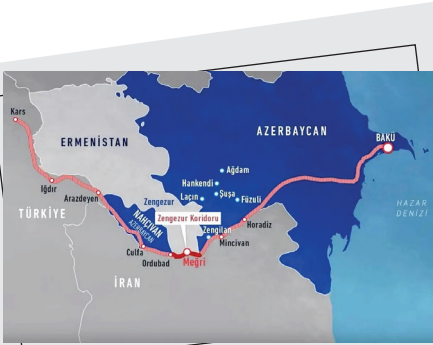 Kars
ERMENİSTAN
AZERBAYCAN
BAKÜ
Iğdır
Arazdeyen
TÜRKİYE
Ağdam
Hankendi
Laçın
Şuşa
Füzuli
Zengezur
NAHÇIVAN
AZERBAYCAN
Zengezur Koridoru
Zengilan
Horadiz
Mincivan
HAZAR
DENİZİ
Culfa
Ordubad
Meğri
İRAN